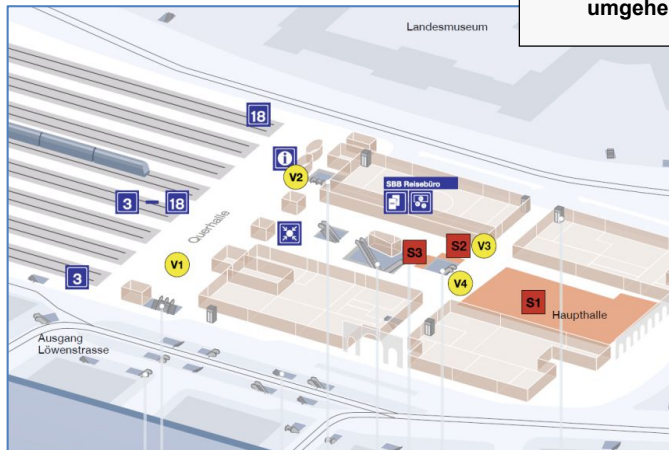 umgehe
Landesmuseum
18
i
V2
SBB Reisebüro
3 – 18
Querhalle
S3
S2
V3
V1
V4
3
S1
Haupthalle
Ausgang
Löwenstrasse